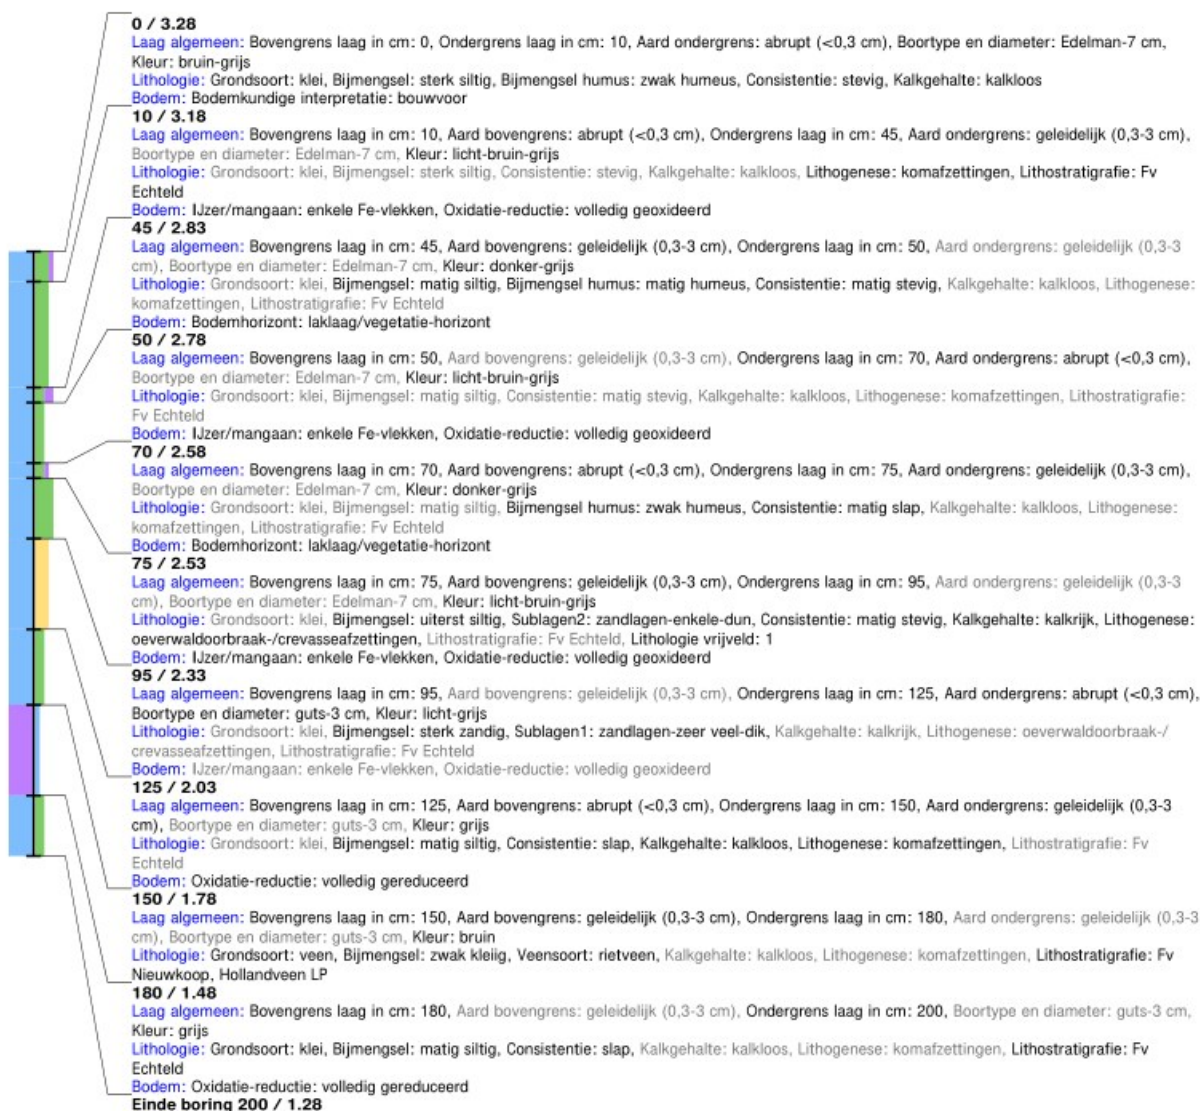 0 / 3.28
Laag algemeen: Bovengrens laag in cm: 0, Ondergrens laag in cm: 10, Aard ondergrens: abrupt (<0,3 cm), Boortype en diameter: Edelman-7 cm,
Kleur: bruin-grijs
Lithologie: Grondsoort: klei, Bijmengsel: sterk siltig, Bijmengsel humus: zwak humeus, Consistentie: stevig, Kalkgehalte: kalkloos
Bodem: Bodemkundige interpretatie: bouwvoor
10 / 3.18
Laag algemeen: Bovengrens laag in cm: 10, Aard bovengrens: abrupt (<0,3 cm), Ondergrens laag in cm: 45, Aard ondergrens: geleidelijk (0,3-3 cm),
Boortype en diameter: Edelman-7 cm, Kleur: licht-bruin-grijs
Lithologie: Grondsoort: klei, Bijmengsel: sterk siltig, Consistentie: stevig, Kalkgehalte: kalkloos, Lithogenese: komafzettingen, Lithostratigrafie: Fv
Echteld
Bodem: IJzer/mangaan: enkele Fe-vlekken, Oxidatie-reductie: volledig geoxideerd
45 / 2.83
Laag algemeen: Bovengrens laag in cm: 45, Aard bovengrens: geleidelijk (0,3-3 cm), Ondergrens laag in cm: 50, Aard ondergrens: geleidelijk (0,3-3
cm), Boortype en diameter: Edelman-7 cm, Kleur: donker-grijs
Lithologie: Grondsoort: klei, Bijmengsel: matig siltig, Bijmengsel humus: matig humeus, Consistentie: matig stevig, Kalkgehalte: kalkloos, Lithogenese:
komafzettingen, Lithostratigrafie: Fv Echteld
Bodem: Bodemhorizont: laklaag/vegetatie-horizont
50 / 2.78
Laag algemeen: Bovengrens laag in cm: 50, Aard bovengrens: geleidelijk (0,3-3 cm), Ondergrens laag in cm: 70, Aard ondergrens: abrupt (<0,3 cm),
Boortype en diameter: Edelman-7 cm, Kleur: licht-bruin-grijs
Lithologie: Grondsoort: klei, Bijmengsel: matig siltig, Consistentie: matig stevig, Kalkgehalte: kalkloos, Lithogenese: komafzettingen, Lithostratigrafie:
Fv Echteld
Bodem: IJzer/mangaan: enkele Fe-vlekken, Oxidatie-reductie: volledig geoxideerd
70 / 2.58
Laag algemeen: Bovengrens laag in cm: 70, Aard bovengrens: abrupt (<0,3 cm), Ondergrens laag in cm: 75, Aard ondergrens: geleidelijk (0,3-3 cm),
Boortype en diameter: Edelman-7 cm, Kleur: donker-grijs
Lithologie: Grondsoort: klei, Bijmengsel: matig siltig, Bijmengsel humus: zwak humeus, Consistentie: matig slap, Kalkgehalte: kalkloos, Lithogenese:
komafzettingen, Lithostratigrafie: Fv Echteld
Bodem: Bodemhorizont: laklaag/vegetatie-horizont
75 / 2.53
Laag algemeen: Bovengrens laag in cm: 75, Aard bovengrens: geleidelijk (0,3-3 cm), Ondergrens laag in cm: 95, Aard ondergrens: geleidelijk (0,3-3
cm), Boortype en diameter: Edelman-7 cm, Kleur: licht-bruin-grijs
Lithologie: Grondsoort: klei, Bijmengsel: uiterst siltig, Sublagen2: zandlagen-enkele-dun, Consistentie: matig stevig, Kalkgehalte: kalkrijk, Lithogenese:
oeverwaldoorbraak-/crevasseafzettingen, Lithostratigrafie: Fv Echteld, Lithologie vrijveld: 1
Bodem: IJzer/mangaan: enkele Fe-vlekken, Oxidatie-reductie: volledig geoxideerd
95 / 2.33
Laag algemeen: Bovengrens laag in cm: 95, Aard bovengrens: geleidelijk (0,3-3 cm), Ondergrens laag in cm: 125, Aard ondergrens: abrupt (<0,3 cm),
Boortype en diameter: guts-3 cm, Kleur: licht-grijs
Lithologie: Grondsoort: klei, Bijmengsel: sterk zandig, Sublagen1: zandlagen-zeer veel-dik, Kalkgehalte: kalkrijk, Lithogenese: oeverwaldoorbraak-/
crevasseafzettingen, Lithostratigrafie: Fv Echteld
Bodem: IJzer/mangaan: enkele Fe-vlekken, Oxidatie-reductie: volledig geoxideerd
125 / 2.03
Laag algemeen: Bovengrens laag in cm: 125, Aard bovengrens: abrupt (<0,3 cm), Ondergrens laag in cm: 150, Aard ondergrens: geleidelijk (0,3-3
cm), Boortype en diameter: guts-3 cm, Kleur: grijs
Lithologie: Grondsoort: klei, Bijmengsel: matig siltig, Consistentie: slap, Kalkgehalte: kalkloos, Lithogenese: komafzettingen, Lithostratigrafie: Fv
Echteld
Bodem: Oxidatie-reductie: volledig gereduceerd
150 / 1.78
Laag algemeen: Bovengrens laag in cm: 150, Aard bovengrens: geleidelijk (0,3-3 cm), Ondergrens laag in cm: 180, Aard ondergrens: geleidelijk (0,3-3
cm), Boortype en diameter: guts-3 cm, Kleur: bruin
Lithologie: Grondsoort: veen, Bijmengsel: zwak kleiig, Veensoort: rietveen, Kalkgehalte: kalkloos, Lithogenese: komafzettingen, Lithostratigrafie: Fv
Nieuwkoop, Hollandveen LP
180 / 1.48
Laag algemeen: Bovengrens laag in cm: 180, Aard bovengrens: geleidelijk (0,3-3 cm), Ondergrens laag in cm: 200, Boortype en diameter: guts-3 cm,
Kleur: grijs
Lithologie: Grondsoort: klei, Bijmengsel: matig siltig, Consistentie: slap, Kalkgehalte: kalkloos, Lithogenese: komafzettingen, Lithostratigrafie: Fv
Echteld
Bodem: Oxidatie-reductie: volledig gereduceerd
Einde boring 200 / 1.28